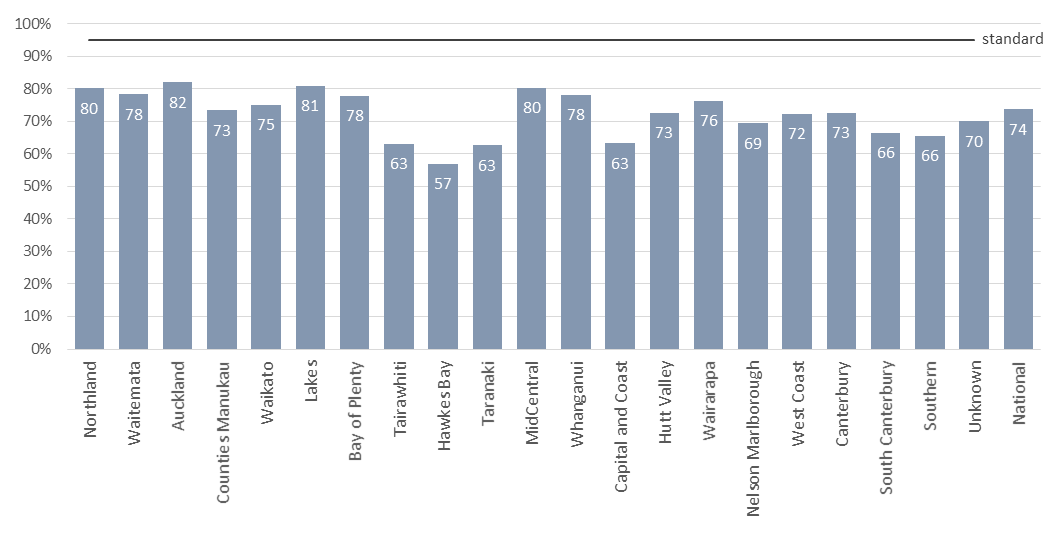 100%
standard
90%
80%
70%
60%
50%
40%
30%
20%
10%
0%
80
78
82
73
75
81
78
63
57
63
80
78
63
73
76
69
72
73
66
66
70
74
Northland
Waitemata
Auckland
Counties Manukau
Waikato
Lakes
Bay of Plenty
Tairawhiti
Hawkes Bay
Taranaki
MidCentral
Whanganui
Capital and Coast
Hutt Valley
Wairarapa
Nelson Marlborough
West Coast
Canterbury
South Canterbury
Southern
Unknown
National